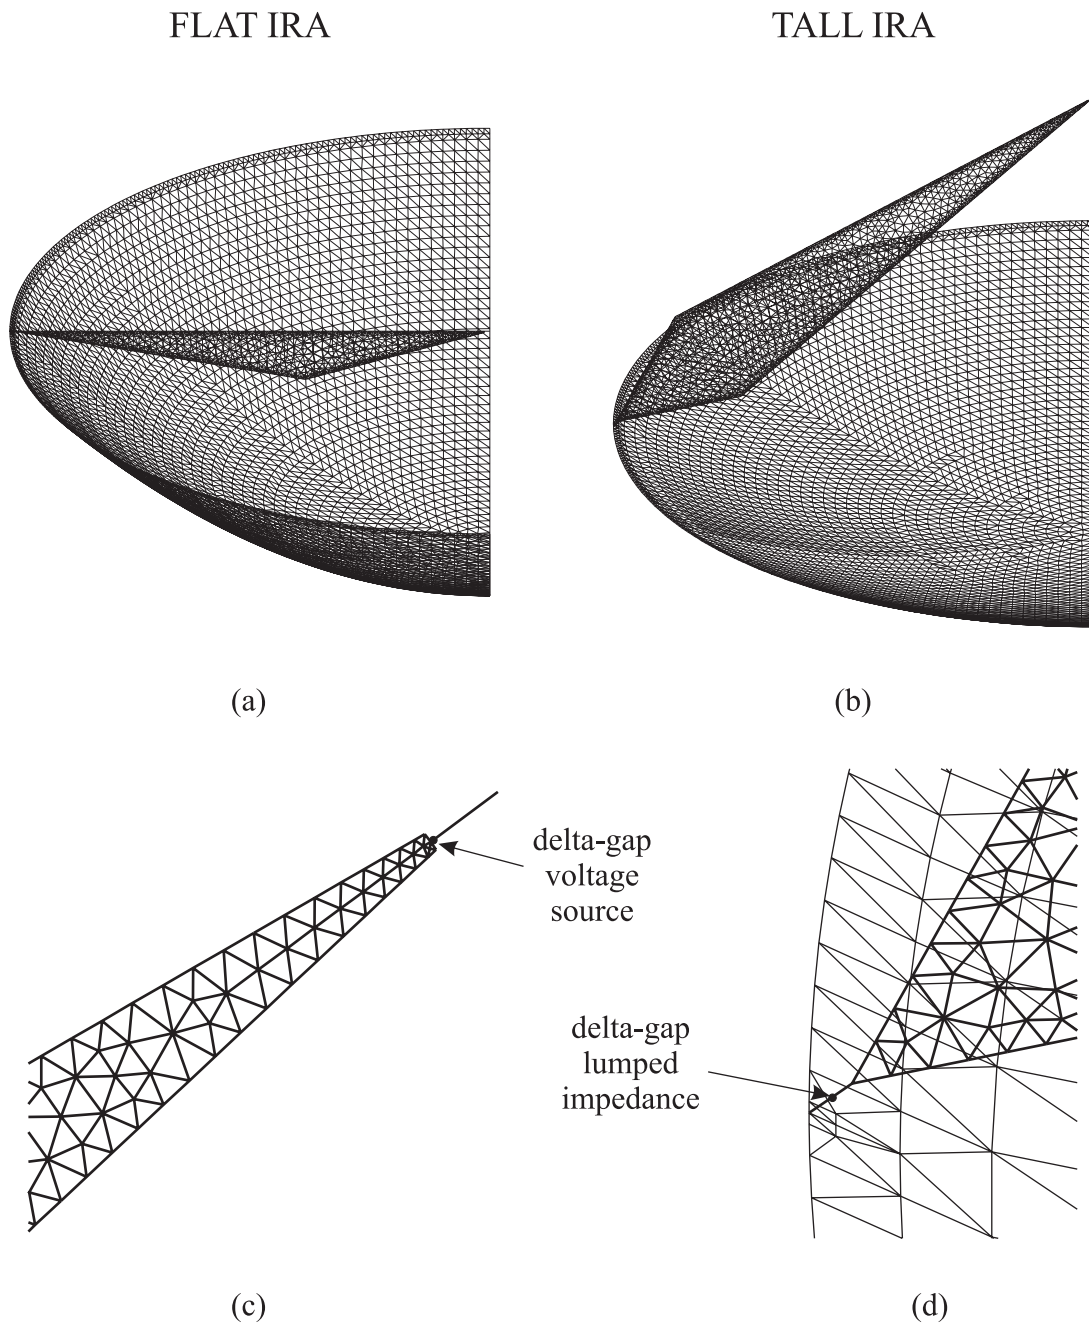 FLAT IRA
TALL IRA
(a)
(b)
delta-gap
voltage
source
delta-gap
lumped
impedance
(c)
(d)